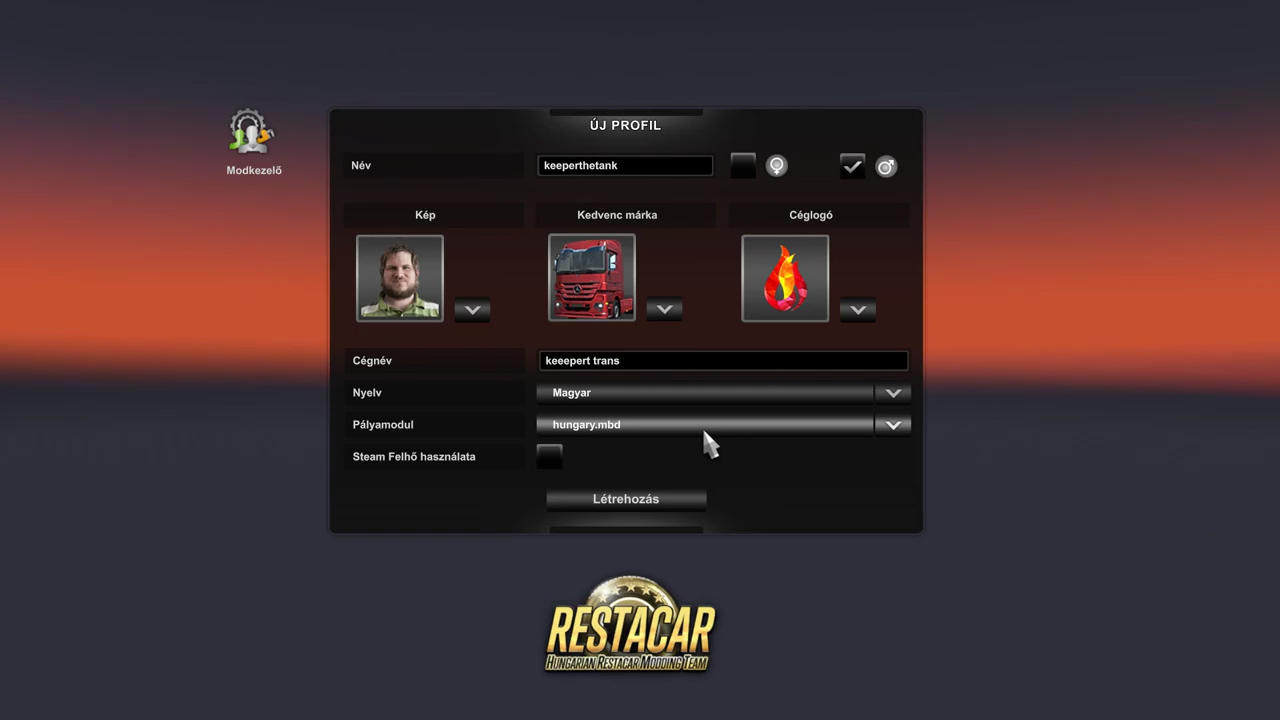 ÚJ PROFIL
Modkezelő
Név
keeperthetank
Kép
Kedvenc márka
Céglogó
Cégnév
keeepert trans
Nyelv
Magyar
Pályamodul
hungary.mbd
Steam Felhő használata
Létrehozás
RESTACAR
HUNGARIAN RESTACAR MODDING TEAM